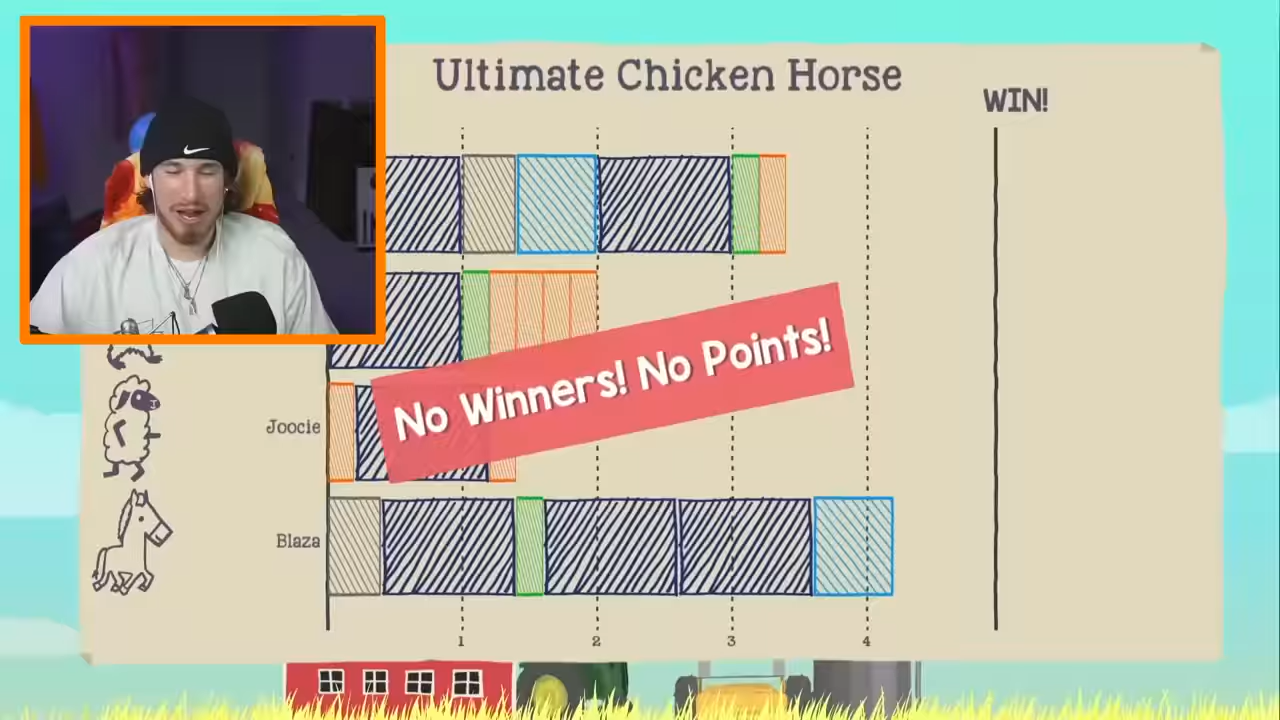 Ultimate Chicken Horse
WIN!
No Winners! No Points!
Joocie
Blaza
1 2 3 4